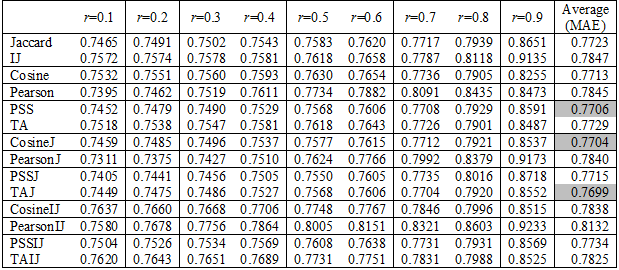 r=0.1 r=0.2 r=0.3 r=0.4 r=0.5 r=0.6 r=0.7 r=0.8 r=0.9 Average (MAE)
Jaccard 0.7465 0.7491 0.7502 0.7543 0.7583 0.7620 0.7717 0.7939 0.8651 0.7723
IJ 0.7572 0.7574 0.7578 0.7581 0.7618 0.7658 0.7787 0.8118 0.9135 0.7847
Cosine 0.7532 0.7551 0.7560 0.7593 0.7630 0.7654 0.7736 0.7905 0.8255 0.7713
Pearson 0.7395 0.7462 0.7519 0.7611 0.7734 0.7882 0.8091 0.8435 0.8473 0.7845
PSS 0.7452 0.7479 0.7490 0.7529 0.7568 0.7606 0.7708 0.7929 0.8591 0.7706
TA 0.7518 0.7538 0.7547 0.7581 0.7618 0.7643 0.7726 0.7901 0.8487 0.7729
CosineJ 0.7459 0.7485 0.7496 0.7537 0.7577 0.7615 0.7712 0.7921 0.8537 0.7704
PearsonJ 0.7311 0.7375 0.7427 0.7510 0.7624 0.7766 0.7992 0.8379 0.9173 0.7840
PSSJ 0.7405 0.7441 0.7456 0.7505 0.7550 0.7605 0.7735 0.8016 0.8718 0.7715
TAJ 0.7449 0.7475 0.7486 0.7527 0.7568 0.7606 0.7704 0.7920 0.8552 0.7699
CosineIJ 0.7637 0.7660 0.7668 0.7706 0.7748 0.7767 0.7846 0.7996 0.8515 0.7838
PearsonIJ 0.7580 0.7678 0.7756 0.7864 0.8005 0.8151 0.8321 0.8603 0.9233 0.8132
PSSIJ 0.7504 0.7526 0.7534 0.7569 0.7608 0.7638 0.7731 0.7931 0.8569 0.7734
TAIJ 0.7620 0.7643 0.7651 0.7689 0.7731 0.7751 0.7831 0.7988 0.8525 0.7825